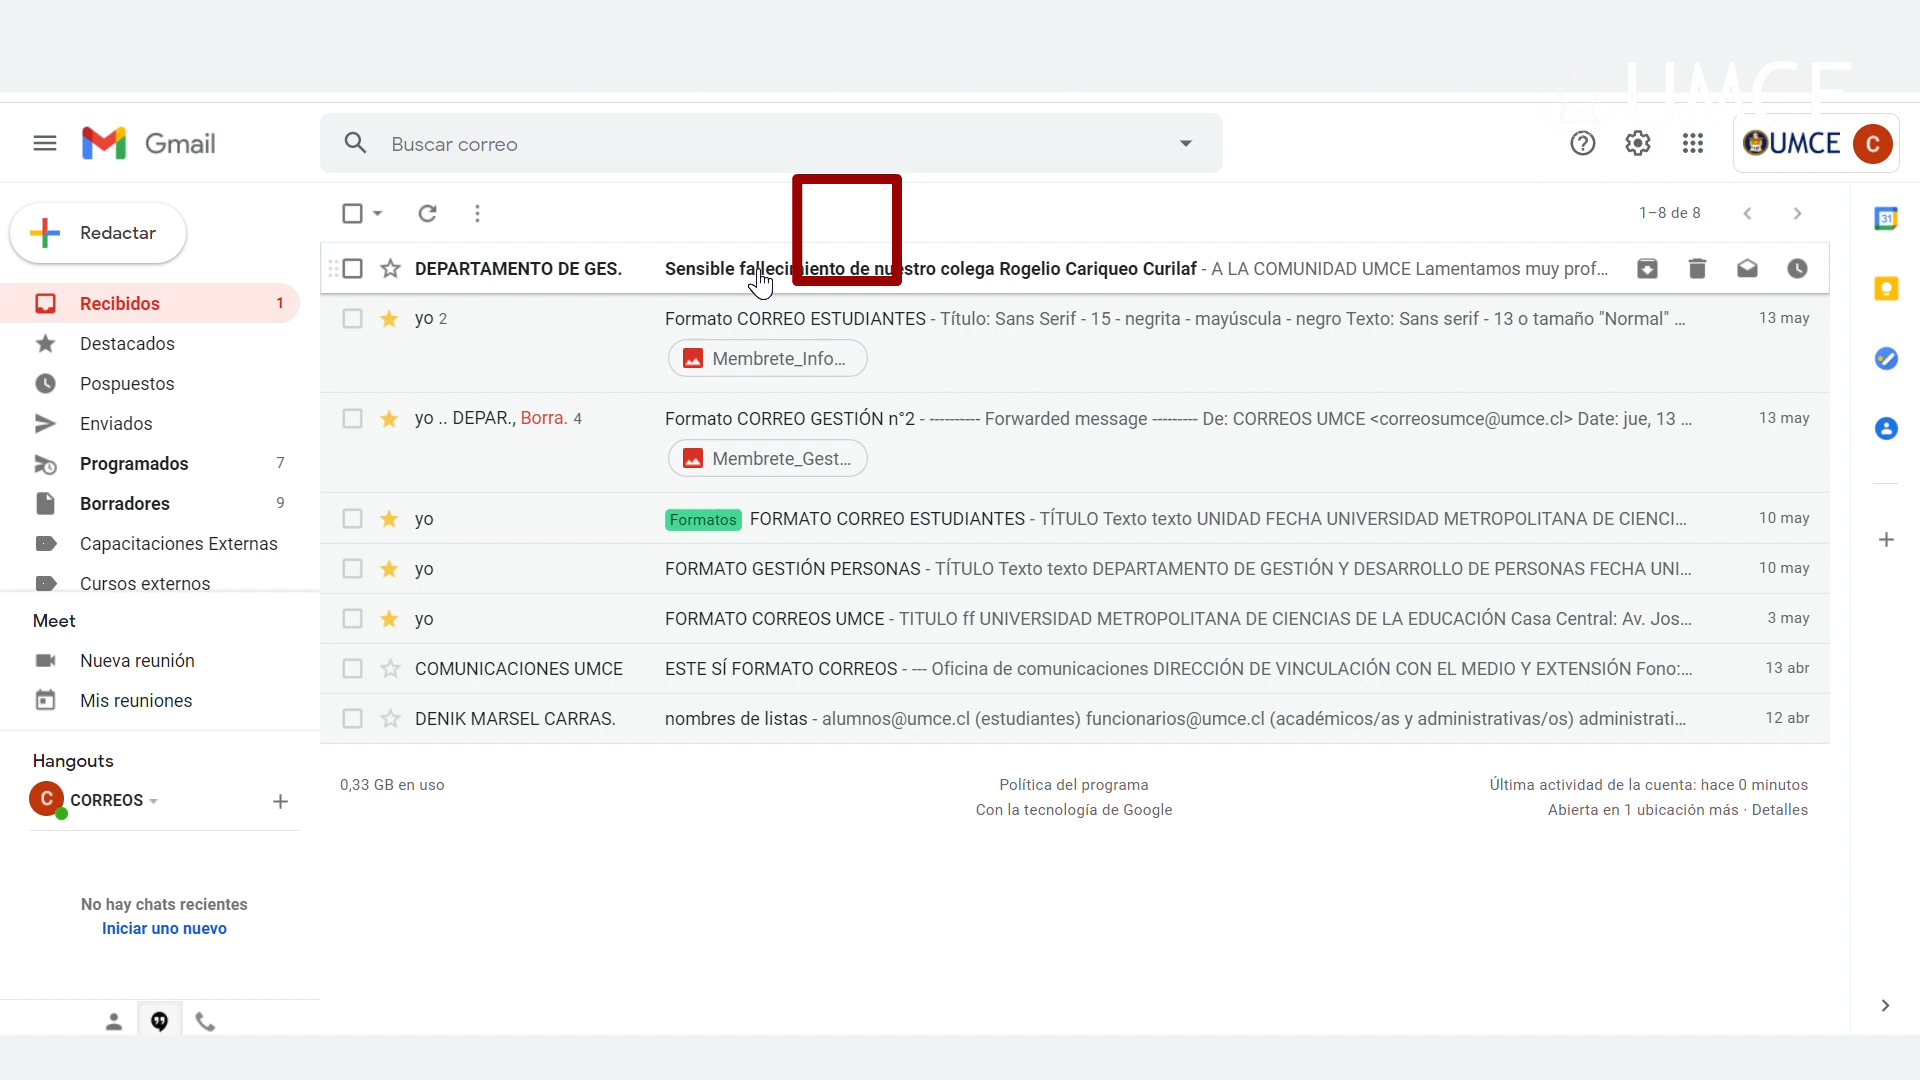 UMCE
Gmail
Buscar correo
UMCE
C
Redactar
1–8 de 8
31
DEPARTAMENTO DE GES. Sensible fallecimiento de nuestro colega Rogelio Cariqueo Curilaf - A LA COMUNIDAD UMCE Lamentamos muy prof...
Recibidos 1
yo 2 Formato CORREO ESTUDIANTES - Título: Sans Serif - 15 - negrita - mayúscula - negro Texto: Sans serif - 13 o tamaño "Normal" ... 13 may
Destacados
Membrete_Info...
Pospuestos
Enviados
yo .. DEPAR., Borra. 4 Formato CORREO GESTIÓN n°2 - ---------- Forwarded message --------- De: CORREOS UMCE <correosumce@umce.cl> Date: jue, 13 ... 13 may
Programados 7
Membrete_Gest...
Borradores 9
yo Formatos FORMATO CORREO ESTUDIANTES - TÍTULO Texto texto UNIDAD FECHA UNIVERSIDAD METROPOLITANA DE CIENCI... 10 may
Capacitaciones Externas
yo FORMATO GESTIÓN PERSONAS - TÍTULO Texto texto DEPARTAMENTO DE GESTIÓN Y DESARROLLO DE PERSONAS FECHA UNI... 10 may
Cursos externos
yo FORMATO CORREOS UMCE - TITULO ff UNIVERSIDAD METROPOLITANA DE CIENCIAS DE LA EDUCACIÓN Casa Central: Av. Jos... 3 may
Meet
Nueva reunión
COMUNICACIONES UMCE ESTE SÍ FORMATO CORREOS - --- Oficina de comunicaciones DIRECCIÓN DE VINCULACIÓN CON EL MEDIO Y EXTENSIÓN Fono:... 13 abr
Mis reuniones
DENIK MARSEL CARRAS. nombres de listas - alumnos@umce.cl (estudiantes) funcionarios@umce.cl (académicos/as y administrativas/os) administrati... 12 abr
Hangouts
C CORREOS
0,33 GB en uso
Política del programa
Con la tecnología de Google
Última actividad de la cuenta: hace 0 minutos
Abierta en 1 ubicación más · Detalles
No hay chats recientes
Iniciar uno nuevo